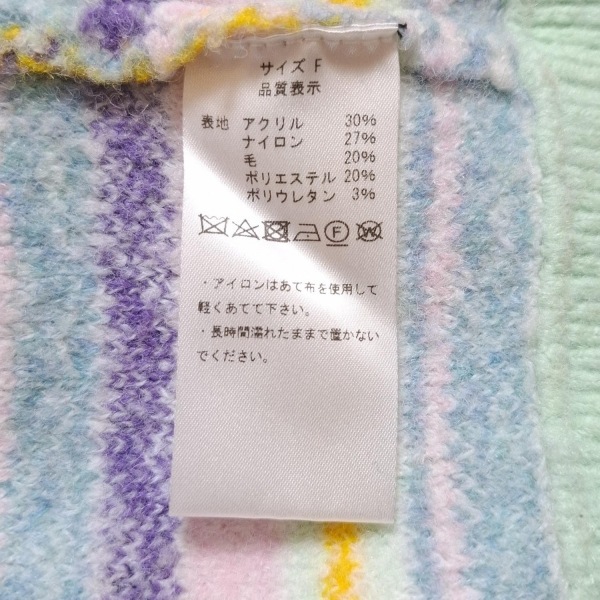 サイズ F
品質表示
表地 アクリル 30%
ナイロン 27%
毛 20%
ポリエステル 20%
ポリウレタン 3%
F W
・アイロンはあて布を使用して
軽くあてて下さい。
・長時間濡れたままで置かない
でください。